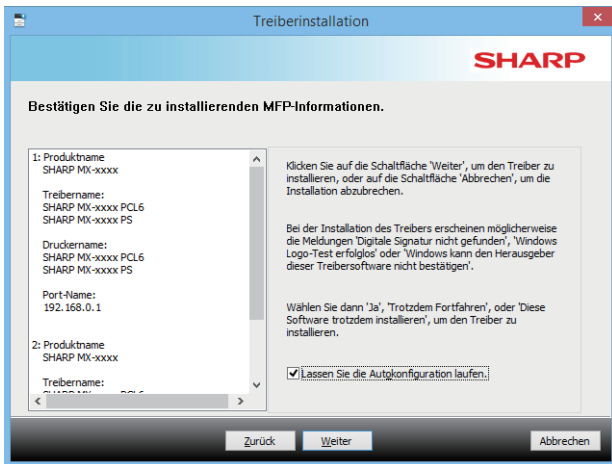 Treiberinstallation
SHARP
Bestätigen Sie die zu installierenden MFP-Informationen.
1: Produktname
SHARP MX-xxxx
Treibername:
SHARP MX-xxxx PCL6
SHARP MX-xxxx PS
Druckername:
SHARP MX-xxxx PCL6
SHARP MX-xxxx PS
Port-Name:
192.168.0.1
2: Produktname
SHARP MX-xxxx
Treibername:
Klicken Sie auf die Schaltfläche 'Weiter', um den Treiber zu
installieren, oder auf die Schaltfläche 'Abbrechen', um die
Installation abzubrechen.
Bei der Installation des Treibers erscheinen möglicherweise
die Meldungen 'Digitale Signatur nicht gefunden', 'Windows
Logo-Test erfolglos' oder 'Windows kann den Herausgeber
dieser Treibersoftware nicht bestätigen'.
Wählen Sie dann 'Ja', 'Trotzdem Fortfahren', oder 'Diese
Software trotzdem installieren', um den Treiber zu
installieren.
Lassen Sie die Autokonfiguration laufen.
Zurück
Weiter
Abbrechen